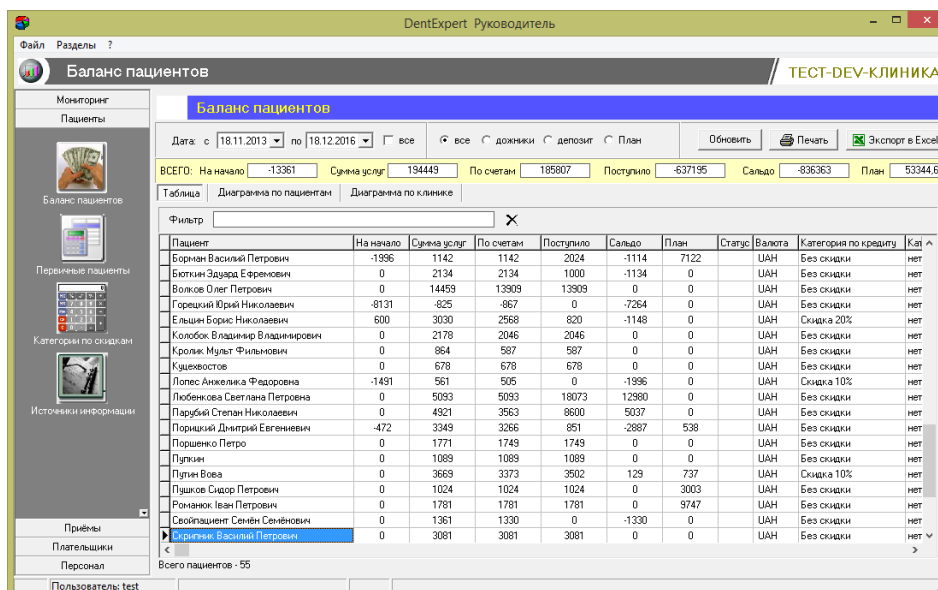 DentExpert Руководитель
Файл Разделы ?
Баланс пациентов
ТЕСТ-DEV-КЛИНИКА
Мониторинг
Пациенты
Баланс пациентов
Первичные пациенты
Категории по скидкам
Источники информации
Приёмы
Плательщики
Персонал
Баланс пациентов
Дата: с 18.11.2013 по 18.12.2016 все все дожники депозит План Обновить Печать Экспорт в Excel
ВСЕГО: На начало -13361 Сумма услуг 194449 По счетам 185807 Поступило -637195 Сальдо -836363 План 53344,6
Таблица Диаграмма по пациентам Диаграмма по клинике
Фильтр
Пациент На начало Сумма услуг По счетам Поступило Сальдо План Статус Валюта Категория по кредиту Кат
Борман Василий Петрович -1996 1142 1142 2024 -1114 7122 UAH Без скидки нет
Бюткин Эдуард Ефремович 0 2134 2134 1000 -1134 0 UAH Без скидки нет
Волков Олег Петрович 0 14459 13909 13909 0 0 UAH Без скидки нет
Горецкий Юрий Николаевич -8131 -825 -867 0 -7264 0 UAH Без скидки нет
Ельцин Борис Николаевич 600 3030 2568 820 -1148 0 UAH Скидка 20% нет
Колобок Владимир Владимирович 0 2178 2046 2046 0 0 UAH Без скидки нет
Кролик Мульт Фильмович 0 864 587 587 0 0 UAH Без скидки нет
Куцехвостов 0 678 678 678 0 0 UAH Без скидки нет
Лопес Анжелика Федоровна -1491 561 505 0 -1996 0 UAH Скидка 10% нет
Любенкова Светлана Петровна 0 5093 5093 18073 12980 0 UAH Без скидки нет
Парубий Степан Николаевич 0 4921 3563 8600 5037 0 UAH Без скидки нет
Порицкий Дмитрий Евгениевич -472 3349 3266 851 -2887 538 UAH Без скидки нет
Поршенко Петро 0 1771 1749 1749 0 0 UAH Без скидки нет
Пупкин 0 1089 1089 1089 0 0 UAH Без скидки нет
Путин Вова 0 3669 3373 3502 129 737 UAH Скидка 10% нет
Пушков Сидор Петрович 0 1024 1024 1024 0 3003 UAH Без скидки нет
Романюк Іван Петрович 0 1781 1781 1781 0 9747 UAH Без скидки нет
Свойпациент Семён Семёнович 0 1361 1330 0 -1330 0 UAH Без скидки нет
Скрипник Василий Петрович 0 3081 3081 3081 0 0 UAH Без скидки нет
Всего пациентов - 55
Пользователь: test